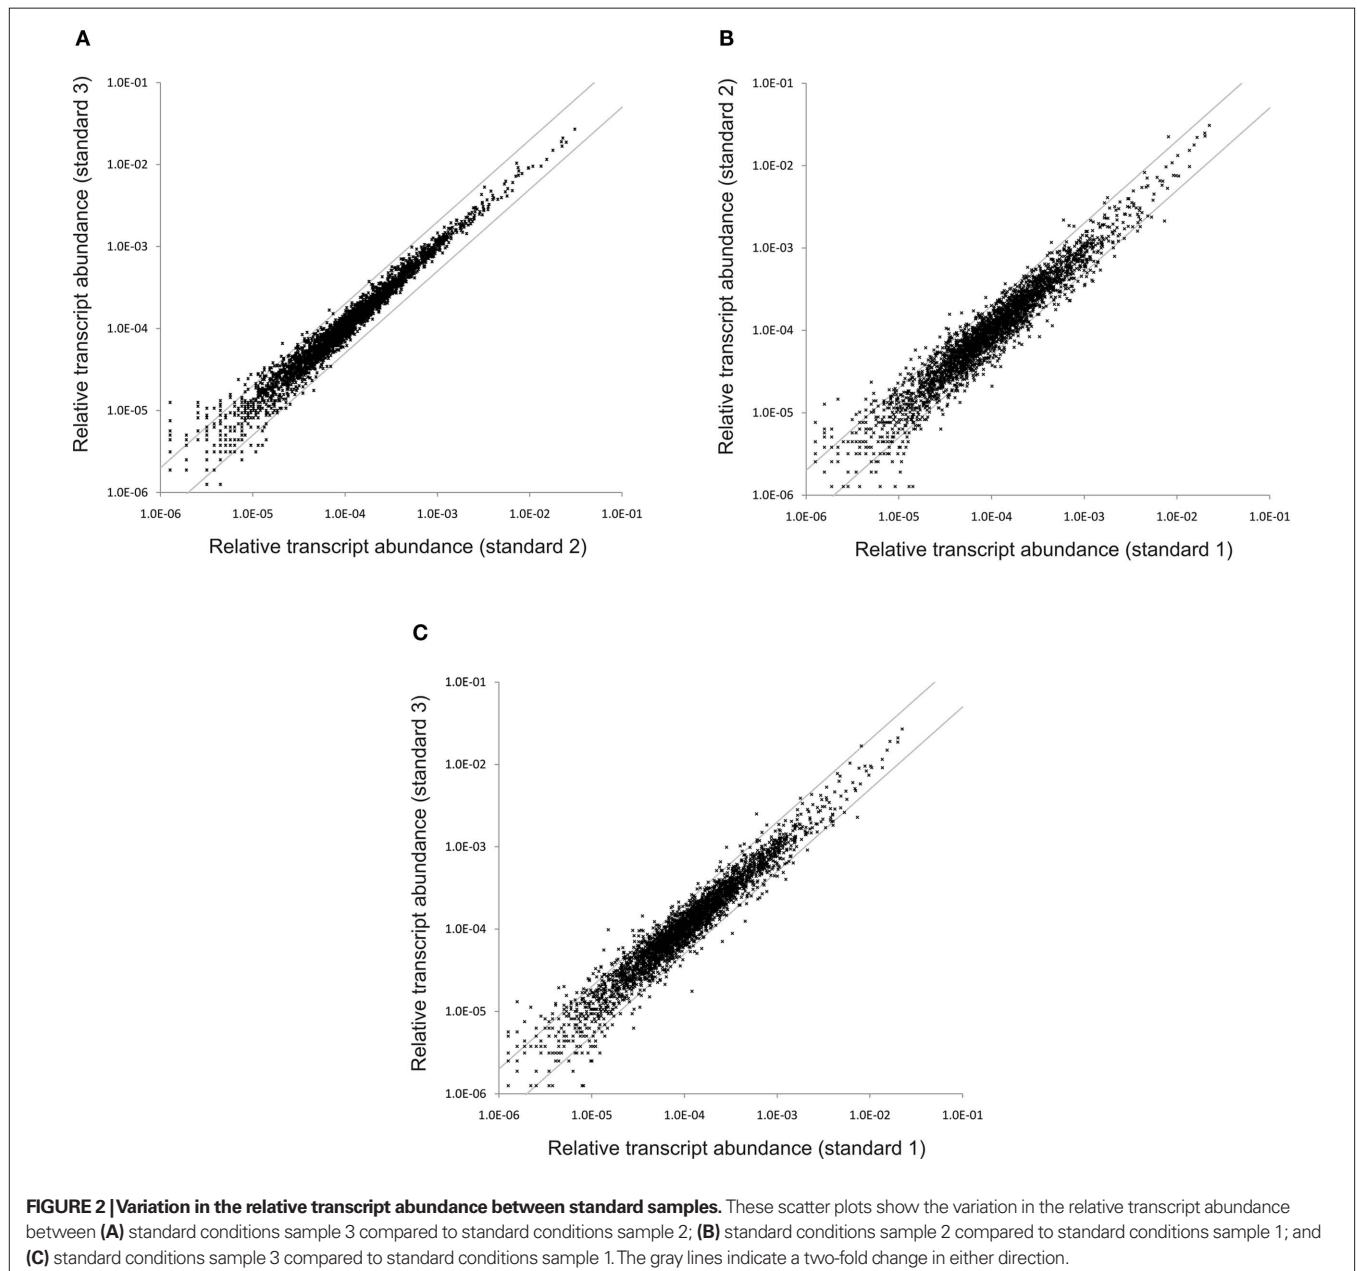 A
Relative transcript abundance (standard 3)
1.0E-01
1.0E-02
1.0E-03
1.0E-04
1.0E-05
1.0E-06
1.0E-06 1.0E-05 1.0E-04 1.0E-03 1.0E-02 1.0E-01
Relative transcript abundance (standard 2)
B
Relative transcript abundance (standard 2)
1.0E-01
1.0E-02
1.0E-03
1.0E-04
1.0E-05
1.0E-06
1.0E-06 1.0E-05 1.0E-04 1.0E-03 1.0E-02 1.0E-01
Relative transcript abundance (standard 1)
C
Relative transcript abundance (standard 3)
1.0E-01
1.0E-02
1.0E-03
1.0E-04
1.0E-05
1.0E-06
1.0E-06 1.0E-05 1.0E-04 1.0E-03 1.0E-02 1.0E-01
Relative transcript abundance (standard 1)
FIGURE 2 | Variation in the relative transcript abundance between standard samples. These scatter plots show the variation in the relative transcript abundance
between (A) standard conditions sample 3 compared to standard conditions sample 2; (B) standard conditions sample 2 compared to standard conditions sample 1; and
(C) standard conditions sample 3 compared to standard conditions sample 1. The gray lines indicate a two-fold change in either direction.